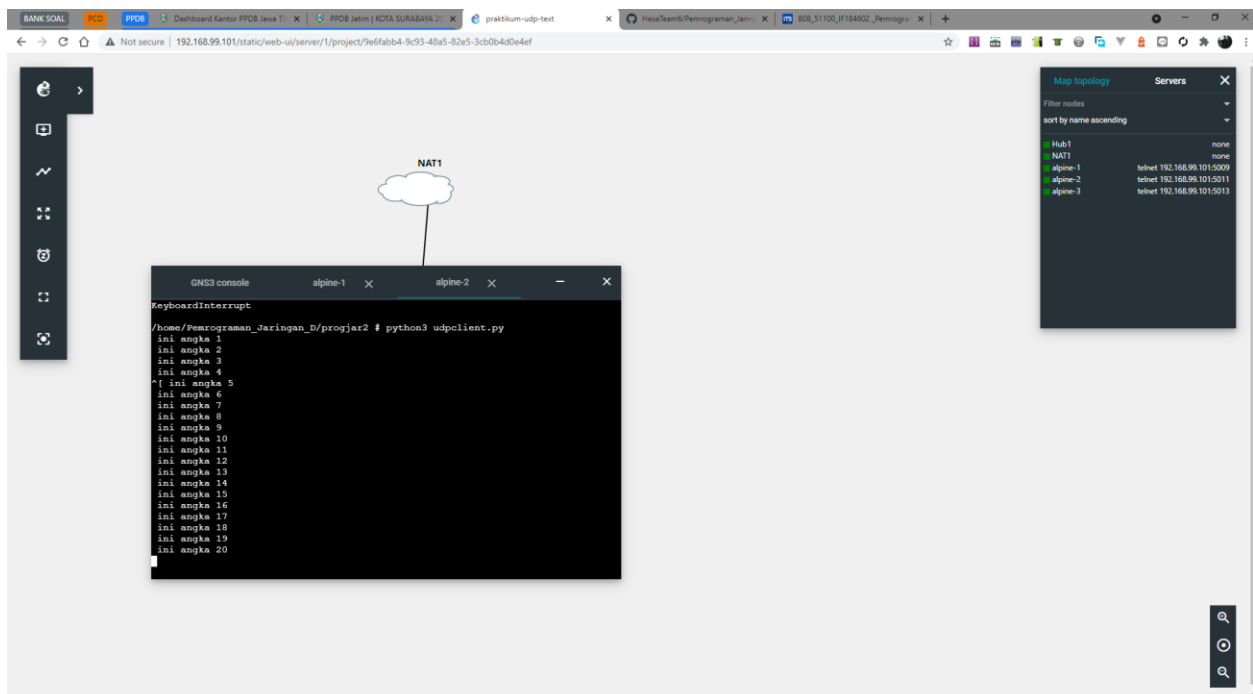 BANK SOAL PCD PPDB Dashboard Kantor PPDB Jawa Tim PPDB Jatim | KOTA SURABAYA 20 praktikum-udp-text HexaTeam6/Pemrograman_Jaring 808_51100_IF184602_Pemrogram
Not secure | 192.168.99.101/static/web-ui/server/1/project/9e6fabb4-9c93-48a5-82e5-3cb0b4d0e4ef
Map topology Servers
Filter nodes
sort by name ascending
Hub1 none
NAT1 none
alpine-1 telnet 192.168.99.101:5009
alpine-2 telnet 192.168.99.101:5011
alpine-3 telnet 192.168.99.101:5013
NAT1
GNS3 console alpine-1 alpine-2
KeyboardInterrupt
/home/Pemrograman_Jaringan_D/progjar2 # python3 udpclient.py
ini angka 1
ini angka 2
ini angka 3
ini angka 4
^[ ini angka 5
ini angka 6
ini angka 7
ini angka 8
ini angka 9
ini angka 10
ini angka 11
ini angka 12
ini angka 13
ini angka 14
ini angka 15
ini angka 16
ini angka 17
ini angka 18
ini angka 19
ini angka 20